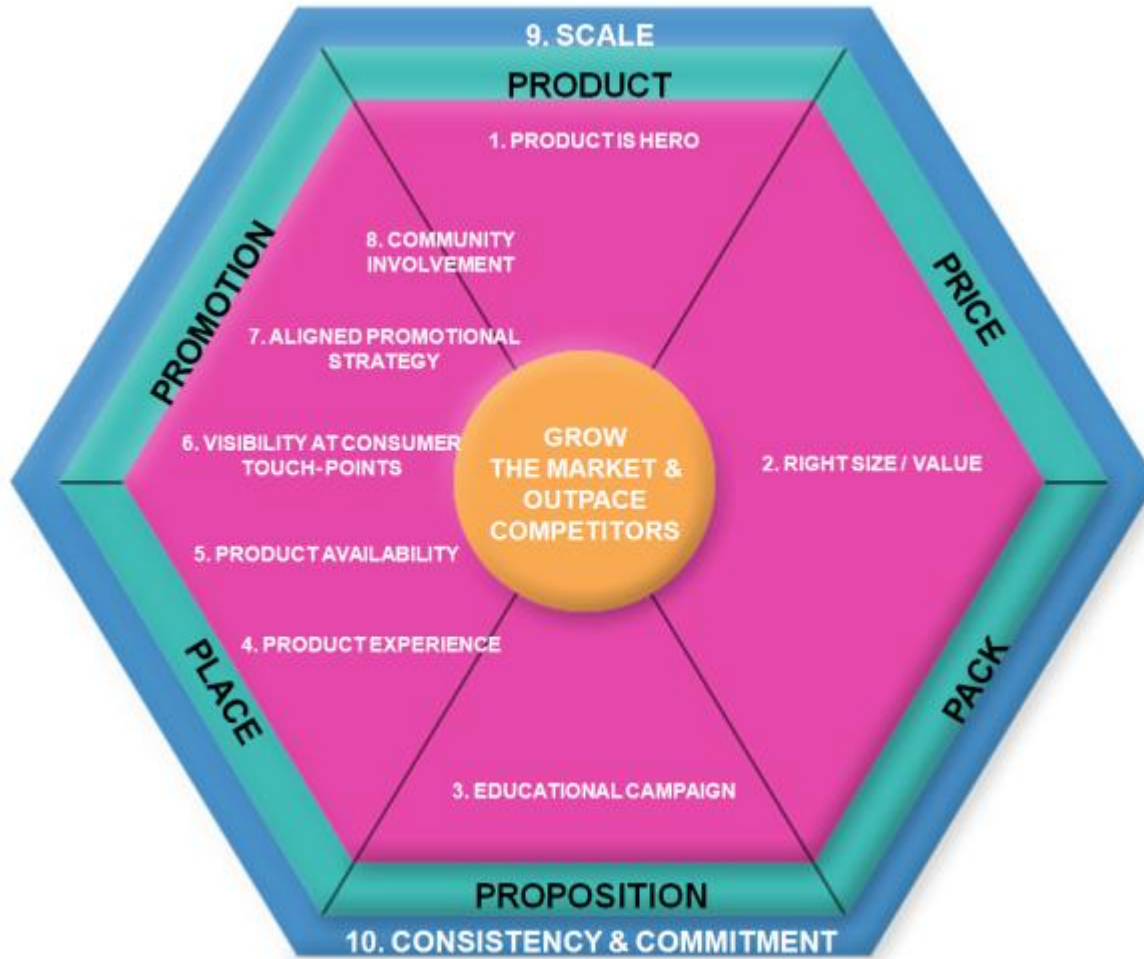 9. SCALE
PRODUCT
1. PRODUCT IS HERO
8. COMMUNITY
INVOLVEMENT
PROMOTION
PRICE
7. ALIGNED PROMOTIONAL
STRATEGY
6. VISIBILITY AT CONSUMER
TOUCH-POINTS
GROW
THE MARKET &
OUTPACE
COMPETITORS
2. RIGHT SIZE / VALUE
5. PRODUCT AVAILABILITY
4. PRODUCT EXPERIENCE
PLACE
PACK
3. EDUCATIONAL CAMPAIGN
PROPOSITION
10. CONSISTENCY & COMMITMENT